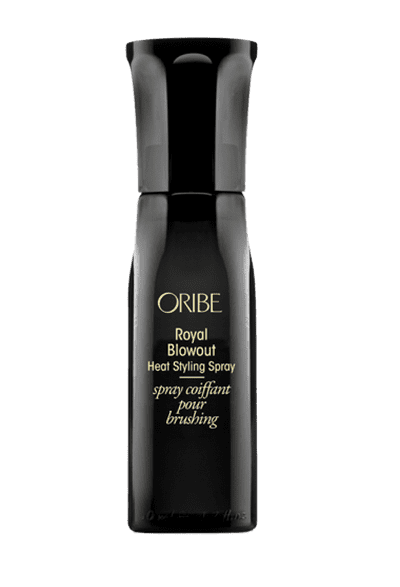 ORIBE
Royal
Blowout
Heat Styling Spray
spray coiffant
pour
brushing